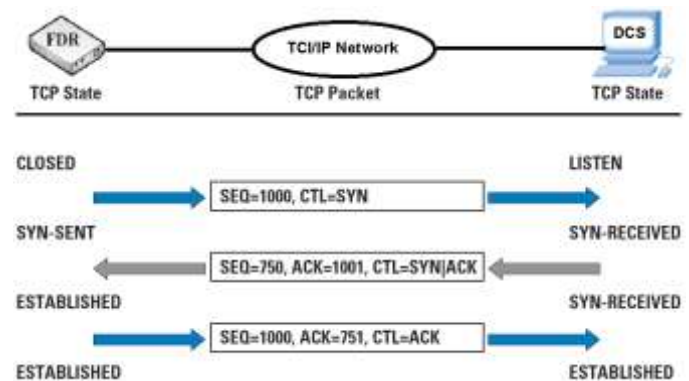 FDR
TCI/IP Network
DCS
TCP State
TCP Packet
TCP State
CLOSED
LISTEN
SEQ=1000, CTL=SYN
SYN-SENT
SYN-RECEIVED
SEQ=750, ACK=1001, CTL=SYN|ACK
ESTABLISHED
SYN-RECEIVED
SEQ=1000, ACK=751, CTL=ACK
ESTABLISHED
ESTABLISHED